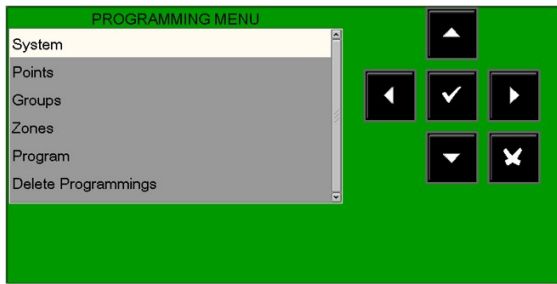 PROGRAMMING MENU
System
Points
Groups
Zones
Program
Delete Programmings